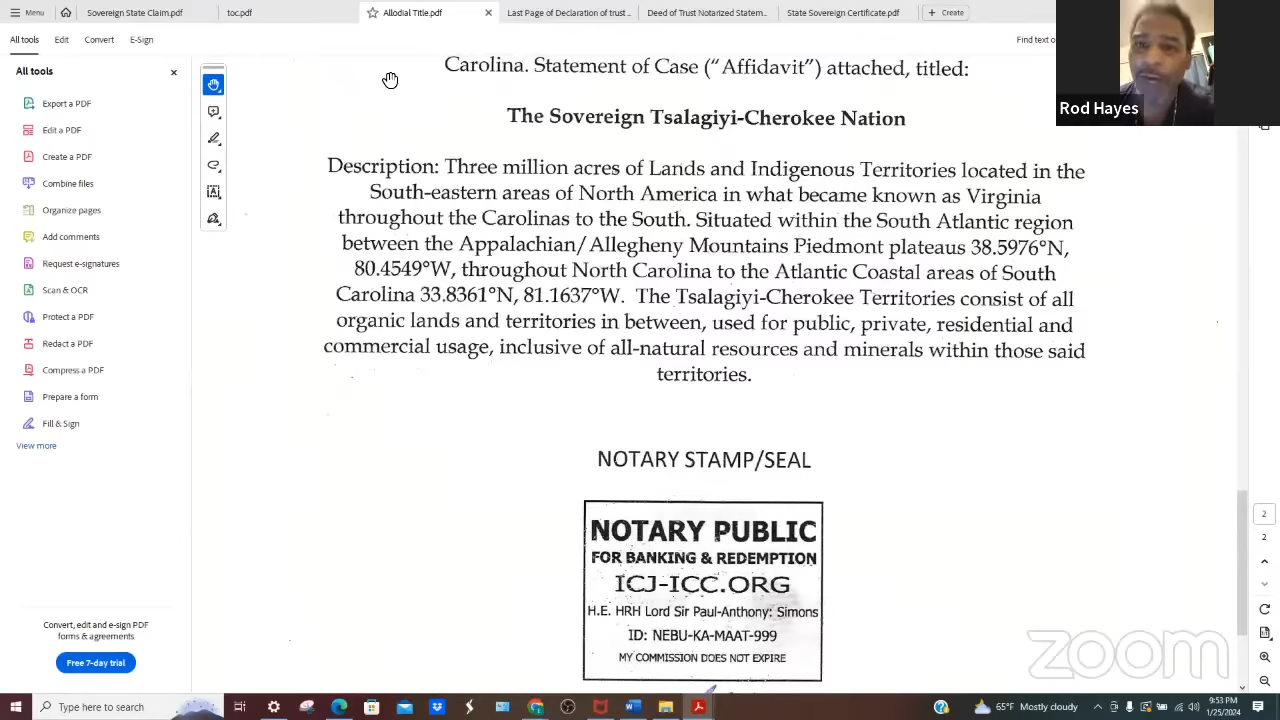 Menu
Sovereign State Claim.pdf
toc.pdf
Allodial Title.pdf
Last Page of Declaration of trust ...
Deed of Trust Notarized Statem...
State Sovereign Certificate.pdf
+ Create
All tools Edit Convert E-Sign
Find text o
All tools
Export a PDF
Edit a PDF
Create a PDF
Combine files
Organize pages
Add comments
Request e-signatures
Scan & OCR
Protect a PDF
Redact a PDF
Compress a PDF
Prepare a form
Fill & Sign
View more
Convert, edit and e-sign PDF
forms & agreements
Free 7-day trial
Rod Hayes
Carolina. Statement of Case (“Affidavit”) attached, titled:
The Sovereign Tsalagiyi-Cherokee Nation
Description: Three million acres of Lands and Indigenous Territories located in the
South-eastern areas of North America in what became known as Virginia
throughout the Carolinas to the South. Situated within the South Atlantic region
between the Appalachian/Allegheny Mountains Piedmont plateaus 38.5976°N,
80.4549°W, throughout North Carolina to the Atlantic Coastal areas of South
Carolina 33.8361°N, 81.1637°W. The Tsalagiyi-Cherokee Territories consist of all
organic lands and territories in between, used for public, private, residential and
commercial usage, inclusive of all-natural resources and minerals within those said
territories.
NOTARY STAMP/SEAL
NOTARY PUBLIC
FOR BANKING & REDEMPTION
ICJ-ICC.ORG
H.E. HRH Lord Sir Paul-Anthony: Simons
ID: NEBU-KA-MAAT-999
MY COMMISSION DOES NOT EXPIRE
2
2
zoom
Type here to search
65°F Mostly cloudy
9:53 PM
1/25/2024